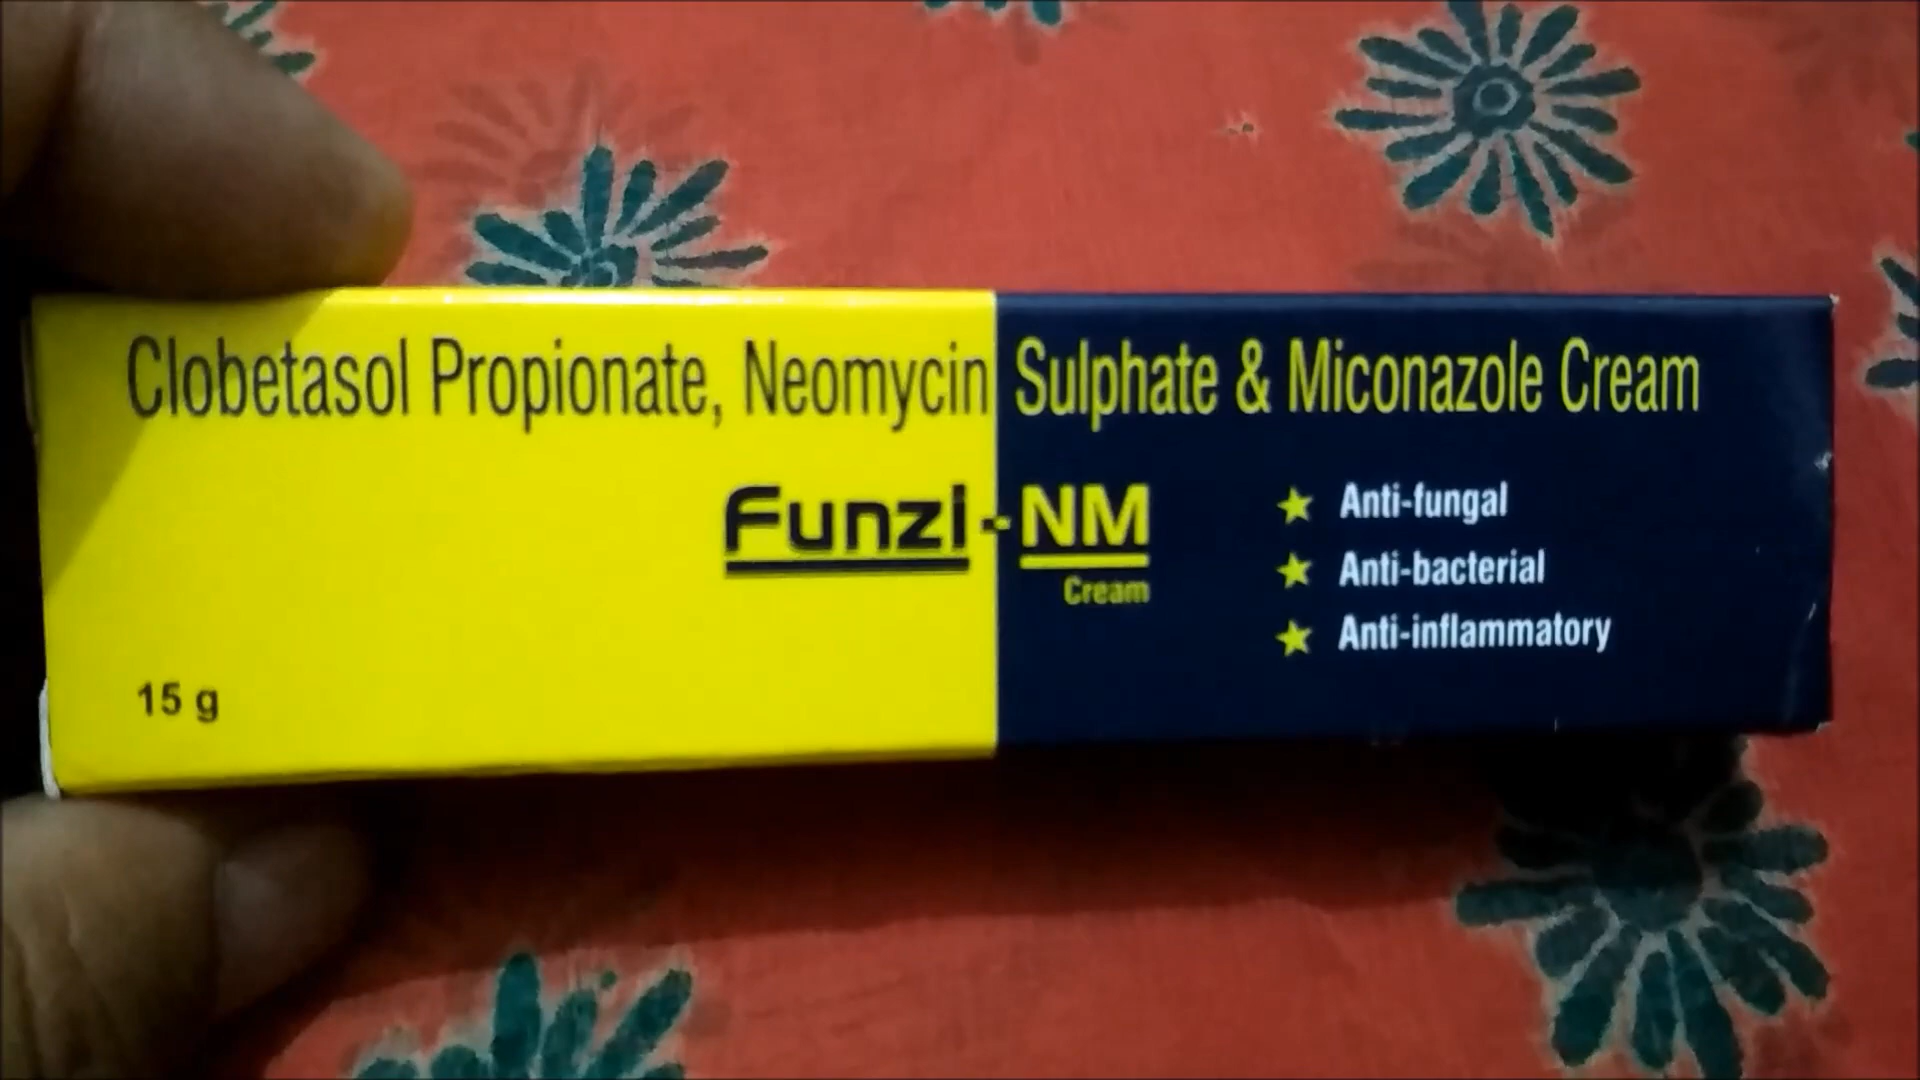 Clobetasol Propionate, Neomycin Sulphate & Miconazole Cream
Funzi-NM
Cream
★ Anti-fungal
★ Anti-bacterial
★ Anti-inflammatory
15 g